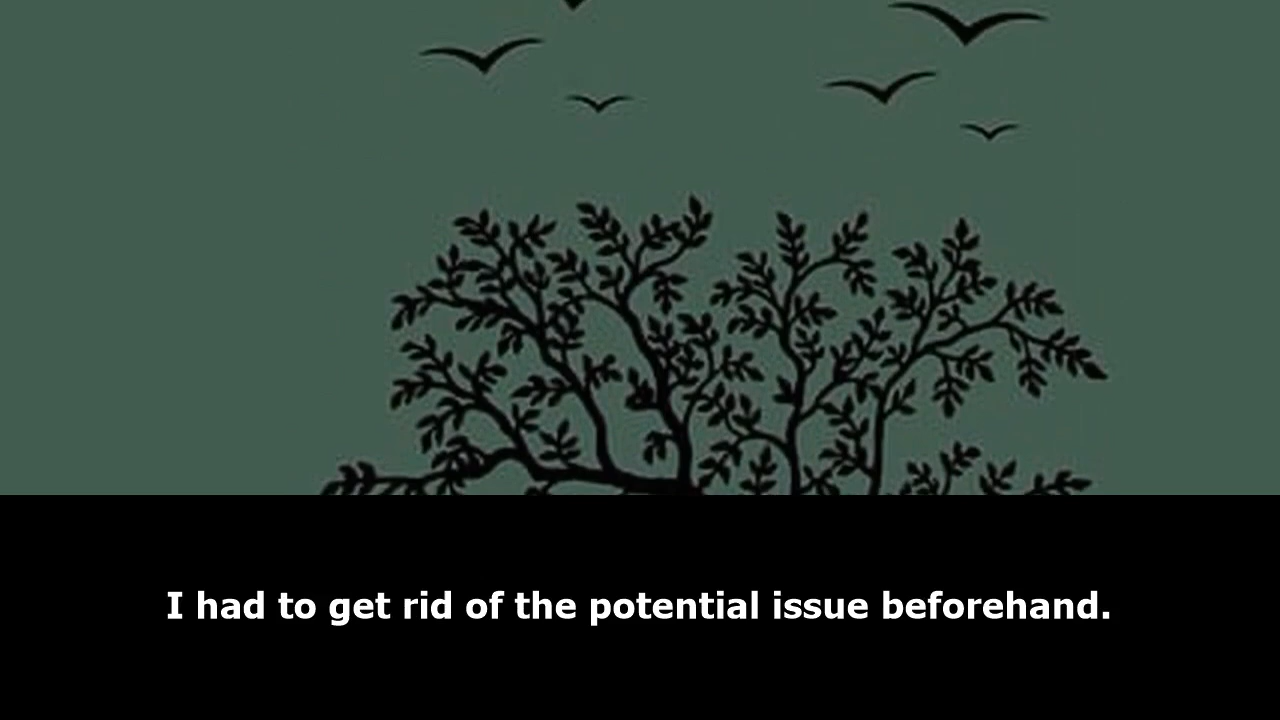 I had to get rid of the potential issue beforehand.